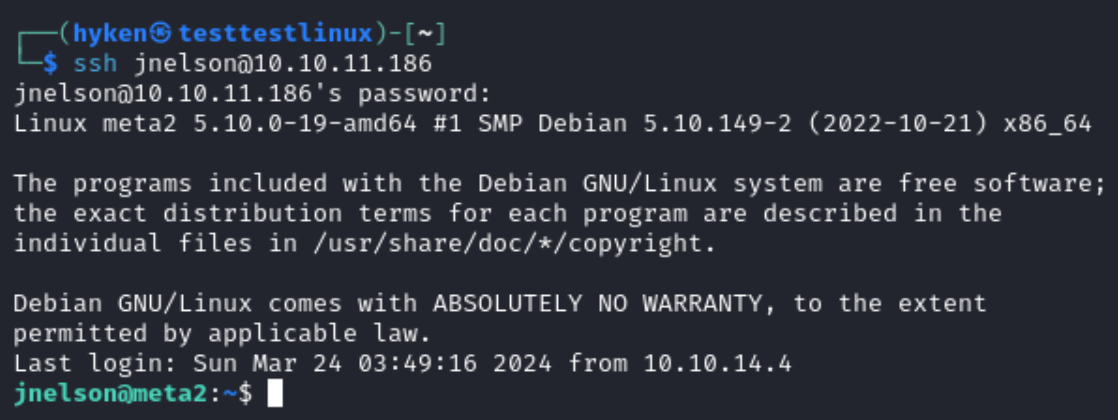 ┌──(hyken㉿testtestlinux)-[~]
└─$ ssh jnelson@10.10.11.186
jnelson@10.10.11.186's password:
Linux meta2 5.10.0-19-amd64 #1 SMP Debian 5.10.149-2 (2022-10-21) x86_64
The programs included with the Debian GNU/Linux system are free software;
the exact distribution terms for each program are described in the
individual files in /usr/share/doc/*/copyright.
Debian GNU/Linux comes with ABSOLUTELY NO WARRANTY, to the extent
permitted by applicable law.
Last login: Sun Mar 24 03:49:16 2024 from 10.10.14.4
jnelson@meta2:~$